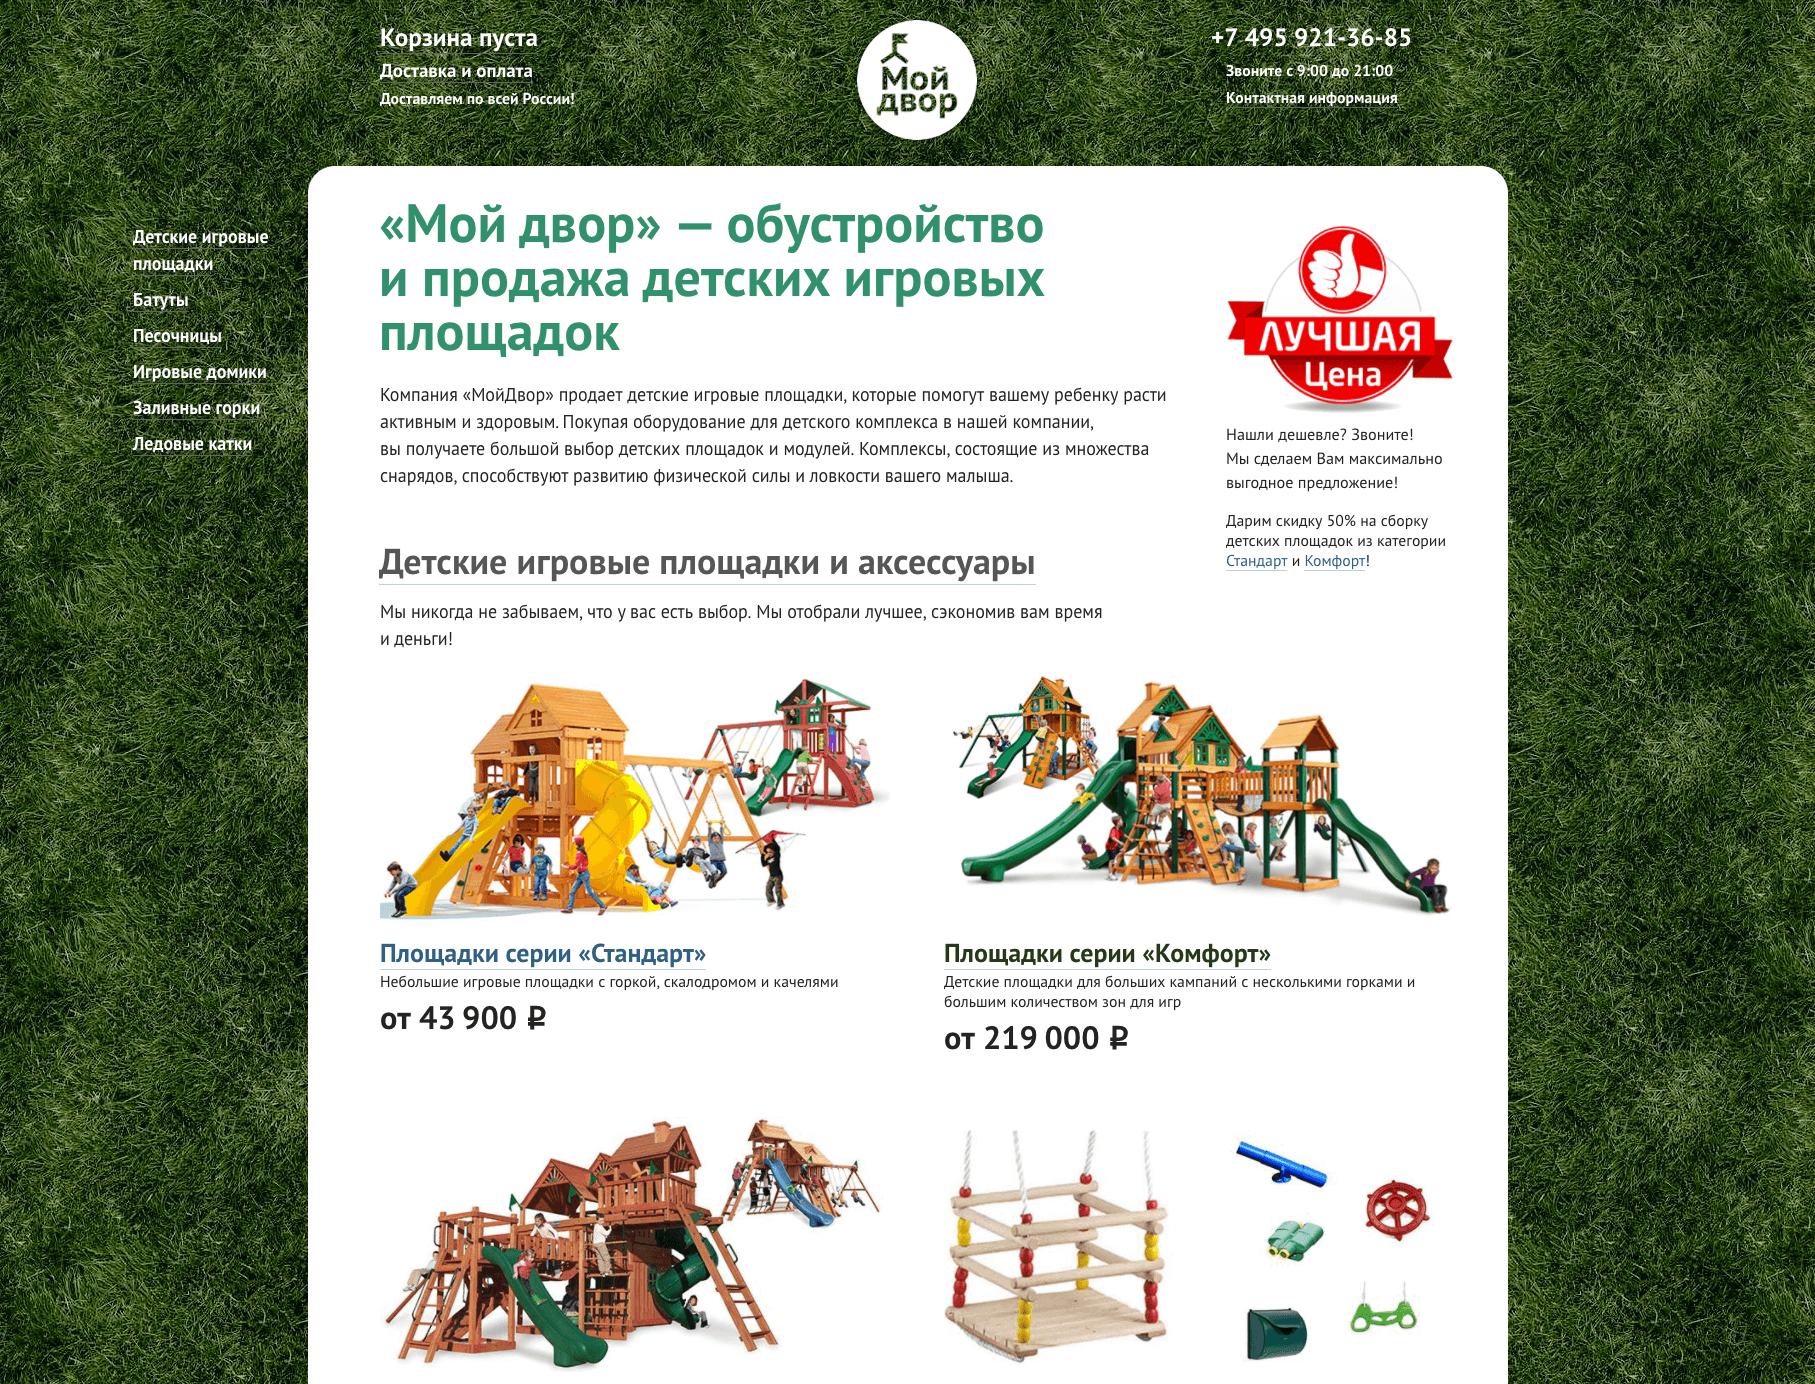 Корзина пуста
Доставка и оплата
Доставляем по всей России!
Мой
двор
+7 495 921-36-85
Звоните с 9:00 до 21:00
Контактная информация
Детские игровые
площадки
Батуты
Песочницы
Игровые домики
Заливные горки
Ледовые катки
«Мой двор» — обустройство
и продажа детских игровых
площадок
Компания «МойДвор» продает детские игровые площадки, которые помогут вашему ребенку расти
активным и здоровым. Покупая оборудование для детского комплекса в нашей компании,
вы получаете большой выбор детских площадок и модулей. Комплексы, состоящие из множества
снарядов, способствуют развитию физической силы и ловкости вашего малыша.
ЛУЧШАЯ
Цена
Нашли дешевле? Звоните!
Мы сделаем Вам максимально
выгодное предложение!
Дарим скидку 50% на сборку
детских площадок из категории
Стандарт и Комфорт!
Детские игровые площадки и аксессуары
Мы никогда не забываем, что у вас есть выбор. Мы отобрали лучшее, сэкономив вам время
и деньги!
Площадки серии «Стандарт»
Небольшие игровые площадки с горкой, скалодромом и качелями
от 43 900 ₽
Площадки серии «Комфорт»
Детские площадки для больших кампаний с несколькими горками и
большим количеством зон для игр
от 219 000 ₽